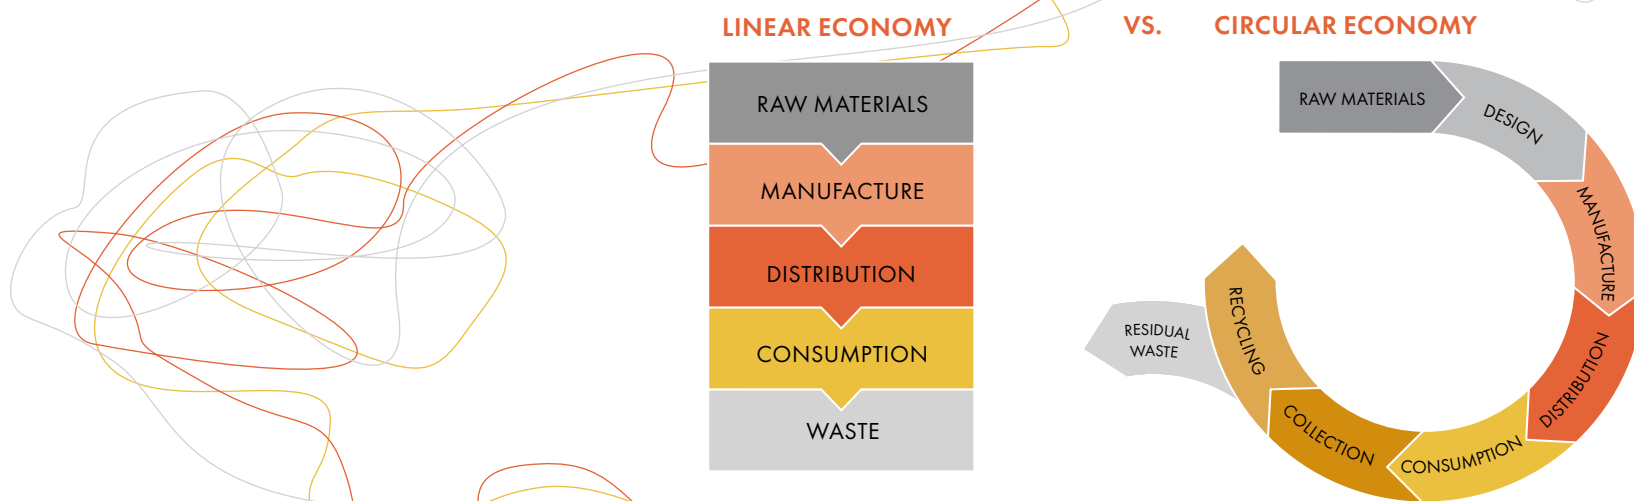 LINEAR ECONOMY
VS.
CIRCULAR ECONOMY
RAW MATERIALS
MANUFACTURE
DISTRIBUTION
CONSUMPTION
WASTE
RAW MATERIALS
DESIGN
MANUFACTURE
DISTRIBUTION
CONSUMPTION
COLLECTION
RECYCLING
RESIDUAL
WASTE